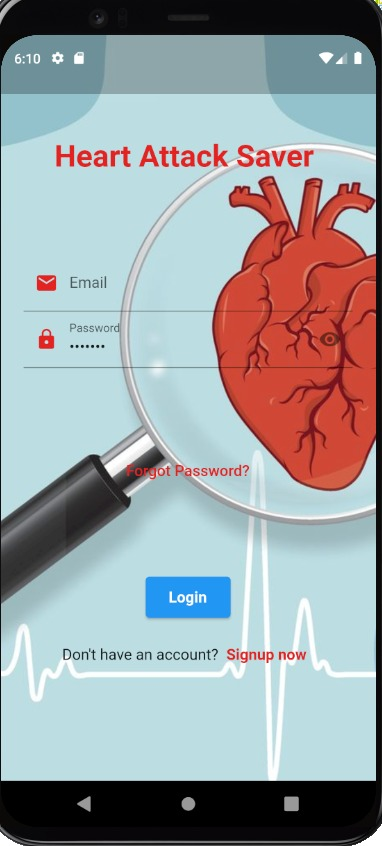 6:10
Heart Attack Saver
Email
Password
•••••••
Forgot Password?
Login
Don't have an account? Signup now